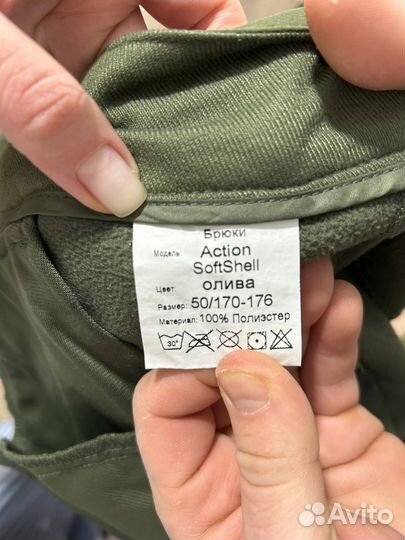 Брюки
Модель: Action
SoftShell
Цвет: олива
Размер: 50/170-176
Материал: 100% Полиэстер
30°
Avito